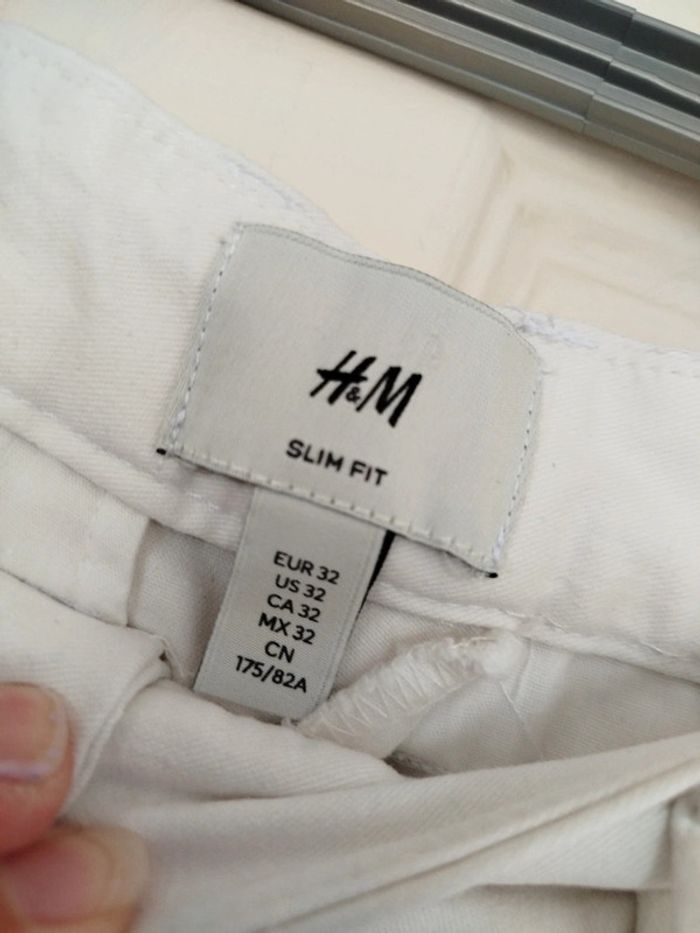 H&M
SLIM FIT
EUR 32
US 32
CA 32
MX 32
CN
175/82A